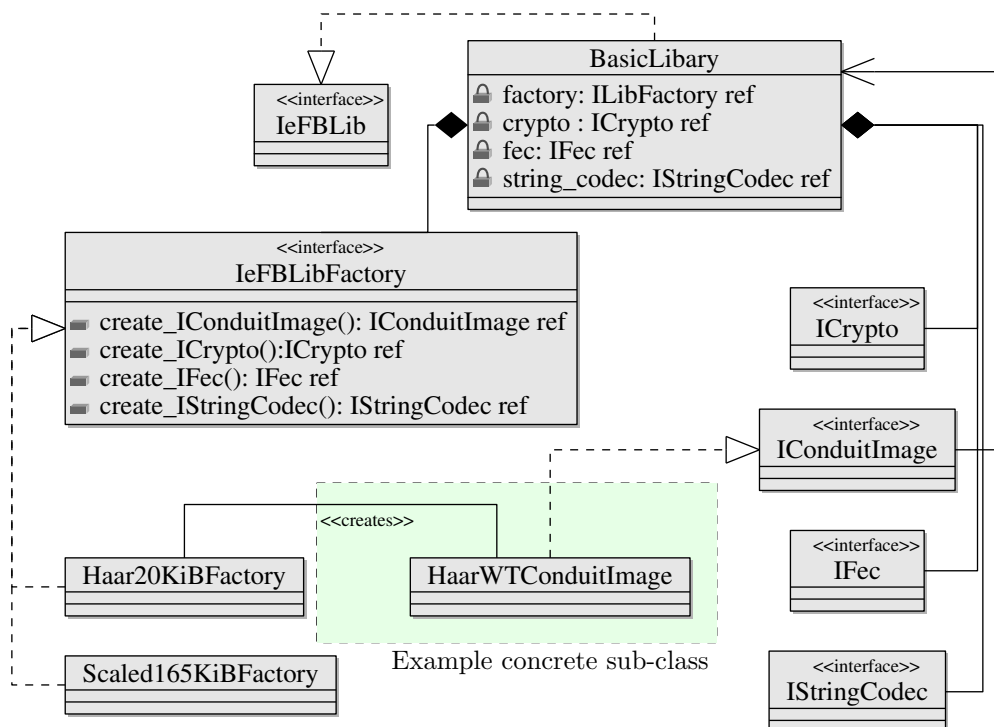 BasicLibary
factory: ILibFactory ref
crypto : ICrypto ref
fec: IFec ref
string_codec: IStringCodec ref
<<interface>>
IeFBLib
<<interface>>
IeFBLibFactory
create_IConduitImage(): IConduitImage ref
create_ICrypto():ICrypto ref
create_IFec(): IFec ref
create_IStringCodec(): IStringCodec ref
<<interface>>
ICrypto
<<interface>>
IConduitImage
<<creates>>
Haar20KiBFactory
HaarWTConduitImage
<<interface>>
IFec
Example concrete sub-class
Scaled165KiBFactory
<<interface>>
IStringCodec